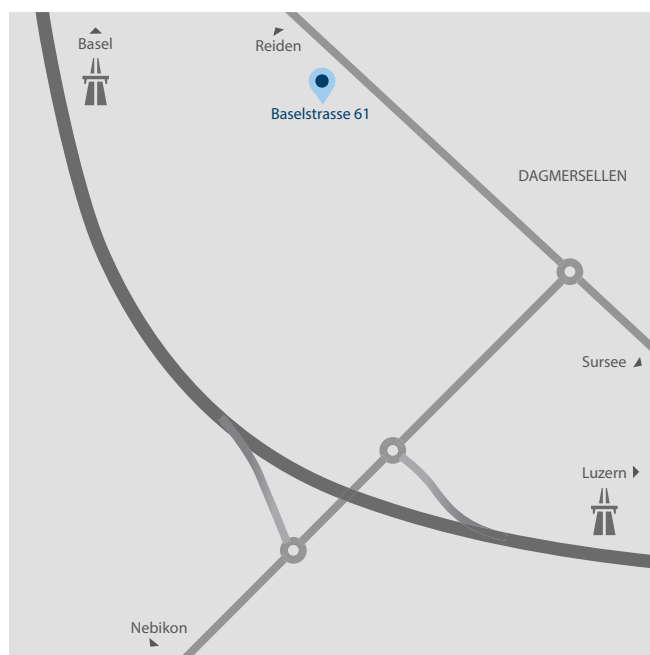 Basel
Reiden
Baselstrasse 61
DAGMERSELLEN
Sursee
Luzern
Nebikon